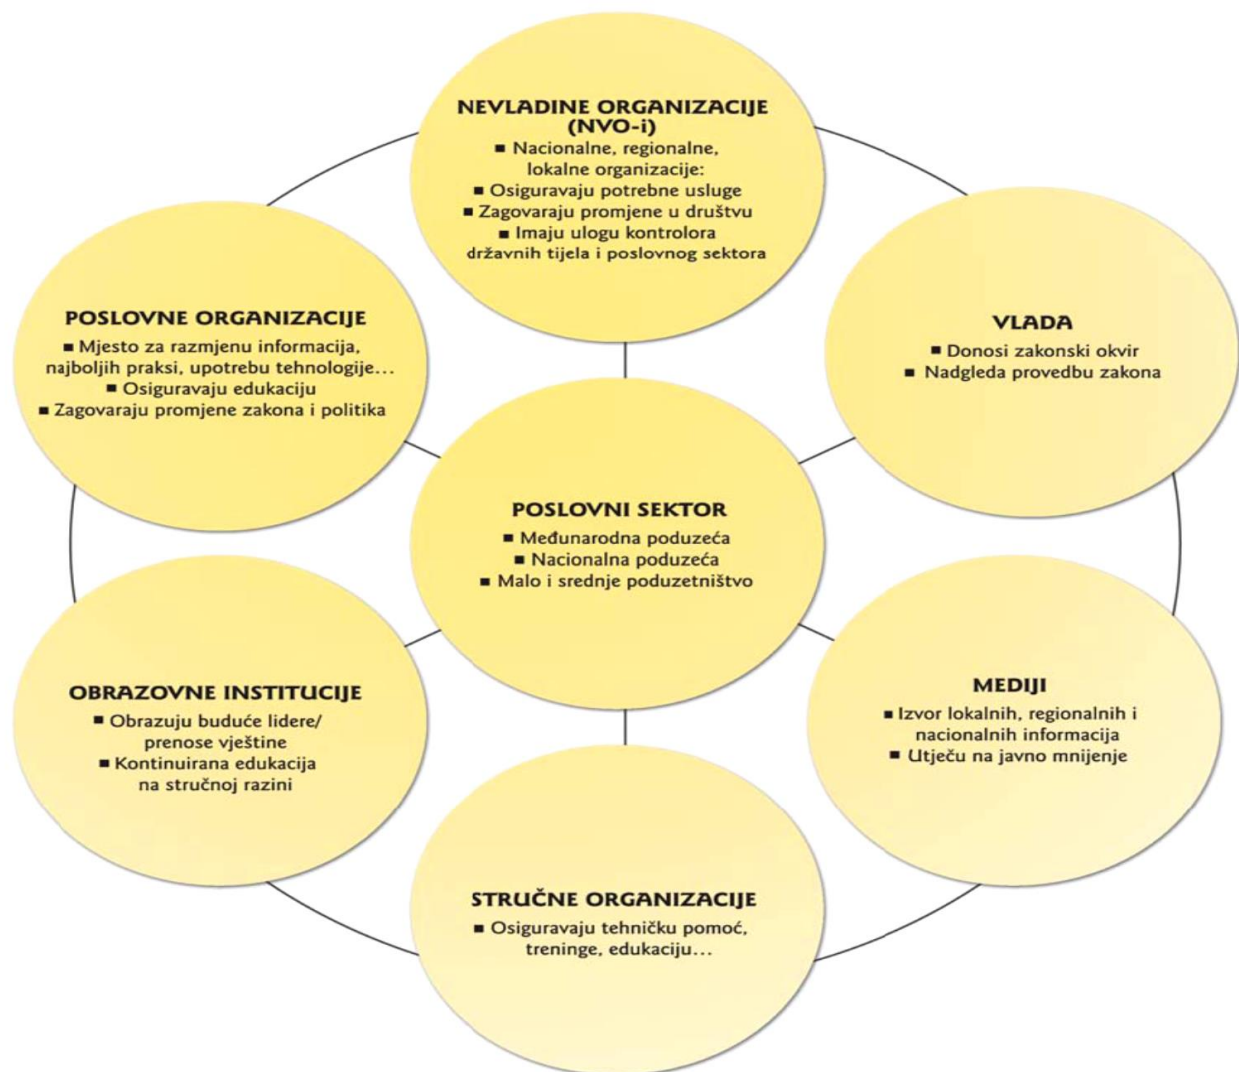 NEVLADINE ORGANIZACIJE
(NVO-i)
▪ Nacionalne, regionalne,
lokalne organizacije:
▪ Osiguravaju potrebne usluge
▪ Zagovaraju promjene u društvu
▪ Imaju ulogu kontrolora
državnih tijela i poslovnog sektora
POSLOVNE ORGANIZACIJE
▪ Mjesto za razmjenu informacija,
najboljih praksi, upotrebu tehnologije...
▪ Osiguravaju edukaciju
▪ Zagovaraju promjene zakona i politika
VLADA
▪ Donosi zakonski okvir
▪ Nadgleda provedbu zakona
POSLOVNI SEKTOR
▪ Međunarodna poduzeća
▪ Nacionalna poduzeća
▪ Malo i srednje poduzetništvo
OBRAZOVNE INSTITUCIJE
▪ Obrazuju buduće lidere/
prenose vještine
▪ Kontinuirana edukacija
na stručnoj razini
MEDIJI
▪ Izvor lokalnih, regionalnih i
nacionalnih informacija
▪ Utječu na javno mnijenje
STRUČNE ORGANIZACIJE
▪ Osiguravaju tehničku pomoć,
treninge, edukaciju...